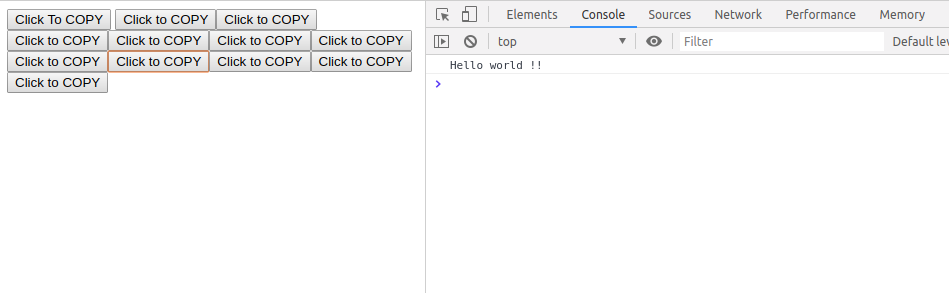 Click To COPY Click to COPY Click to COPY
Click to COPY Click to COPY Click to COPY Click to COPY
Click to COPY Click to COPY Click to COPY Click to COPY
Click to COPY
Elements Console Sources Network Performance Memory
top Filter Default lev
Hello world !!